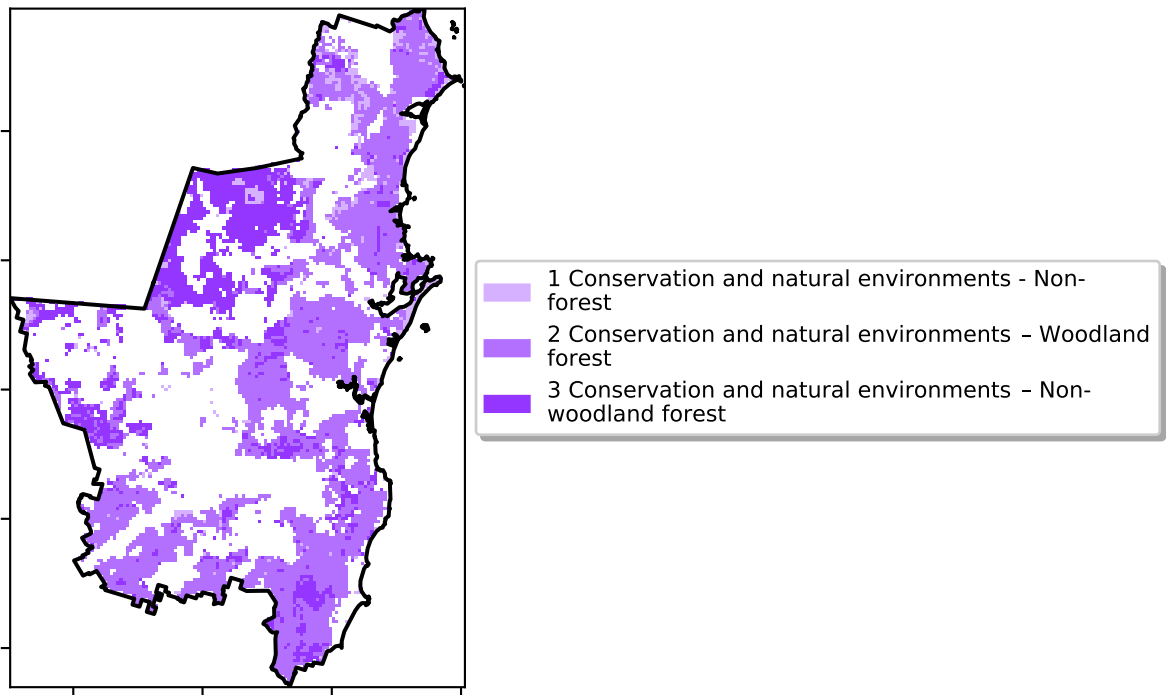 1 Conservation and natural environments - Non-
forest
2 Conservation and natural environments – Woodland
forest
3 Conservation and natural environments – Non-
woodland forest